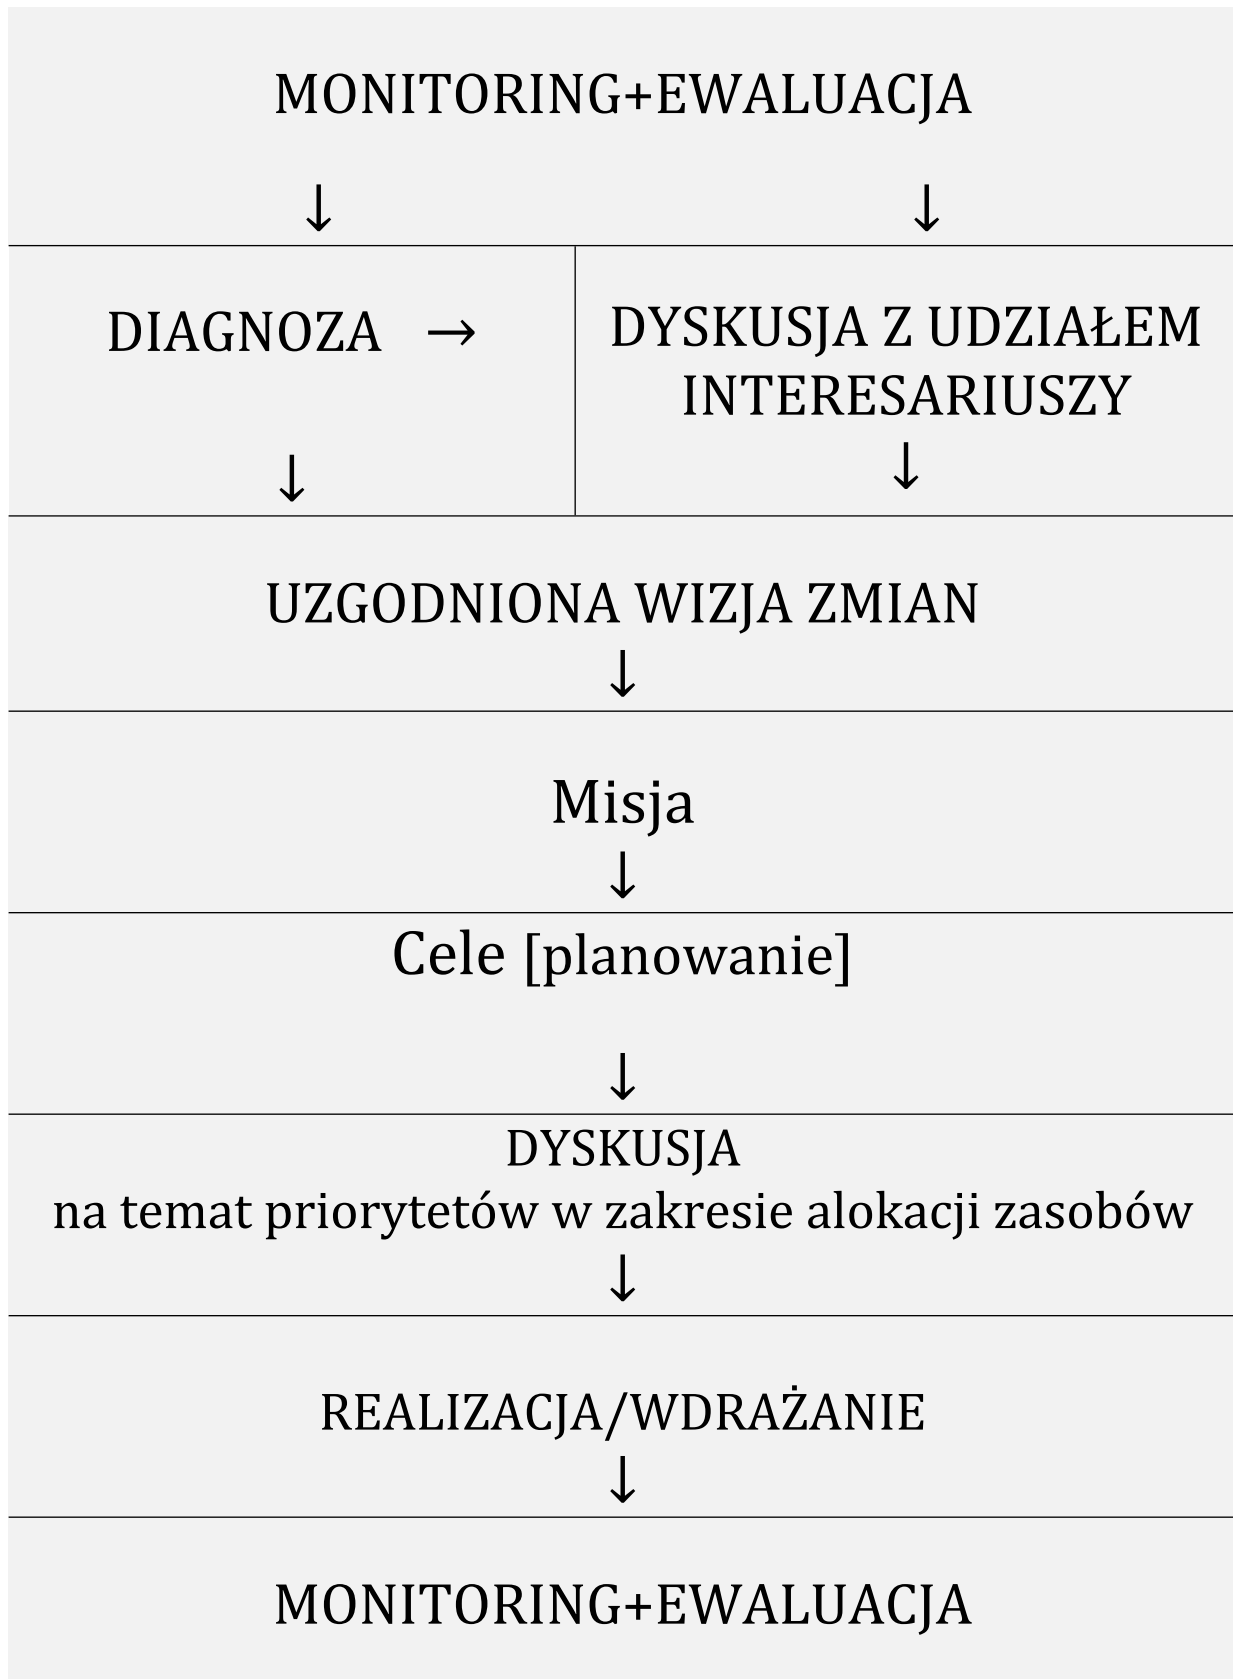 MONITORING+EWALUACJA
↓ ↓
DIAGNOZA →
↓
DYSKUSJA Z UDZIAŁEM
INTERESARIUSZY
↓
UZGODNIONA WIZJA ZMIAN
↓
Misja
↓
Cele [planowanie]
↓
DYSKUSJA
na temat priorytetów w zakresie alokacji zasobów
↓
REALIZACJA/WDRAŻANIE
↓
MONITORING+EWALUACJA